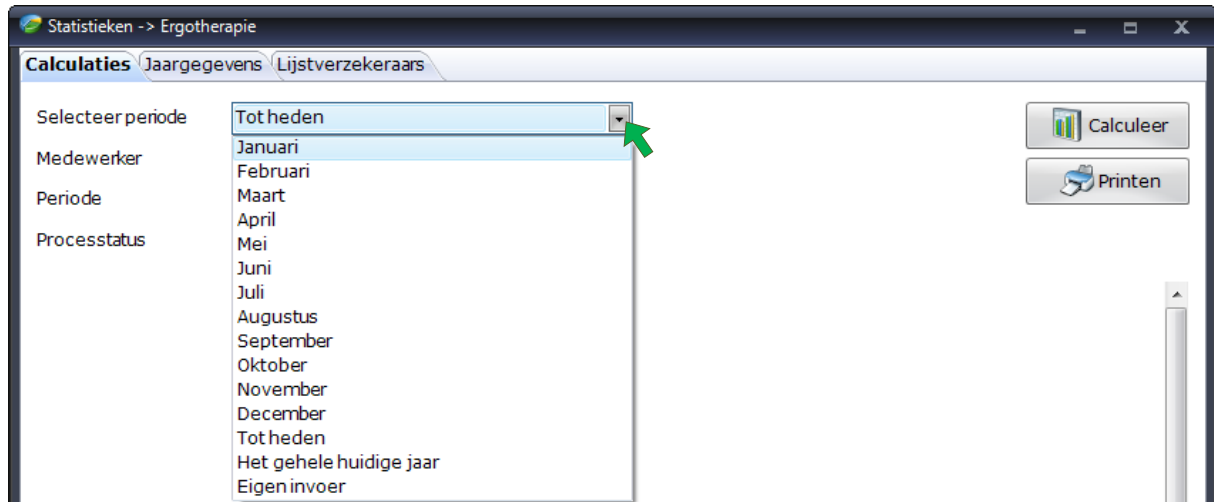 Statistieken -> Ergotherapie
Calculaties Jaargegevens Lijstverzekeraars
Selecteer periode Tot heden
Calculeer
Januari
Medewerker
Februari
Printen
Periode Maart
April
Processtatus Mei
Juni
Juli
Augustus
September
Oktober
November
December
Tot heden
Het gehele huidige jaar
Eigen invoer